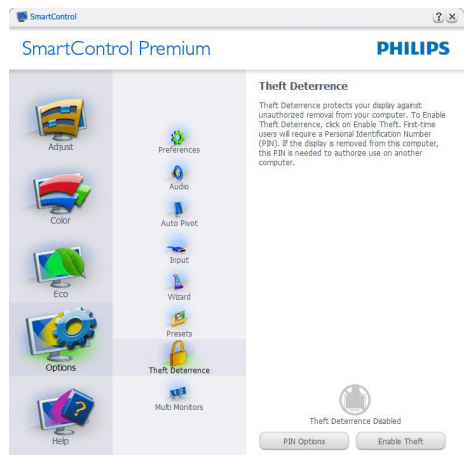 SmartControl
SmartControl Premium
PHILIPS
Adjust
Color
Eco
Options
Help
Preferences
Audio
Auto Pivot
Input
Wizard
Presets
Theft Deterrence
Multi Monitors
Theft Deterrence
Theft Deterrence protects your display against
unauthorized removal from your computer. To Enable
Theft Deterrence, click on Enable Theft. First-time
users will require a Personal Identification Number
(PIN). If the display is removed from this computer,
this PIN is needed to authorize use on another
computer.
Theft Deterrence Disabled
PIN Options
Enable Theft